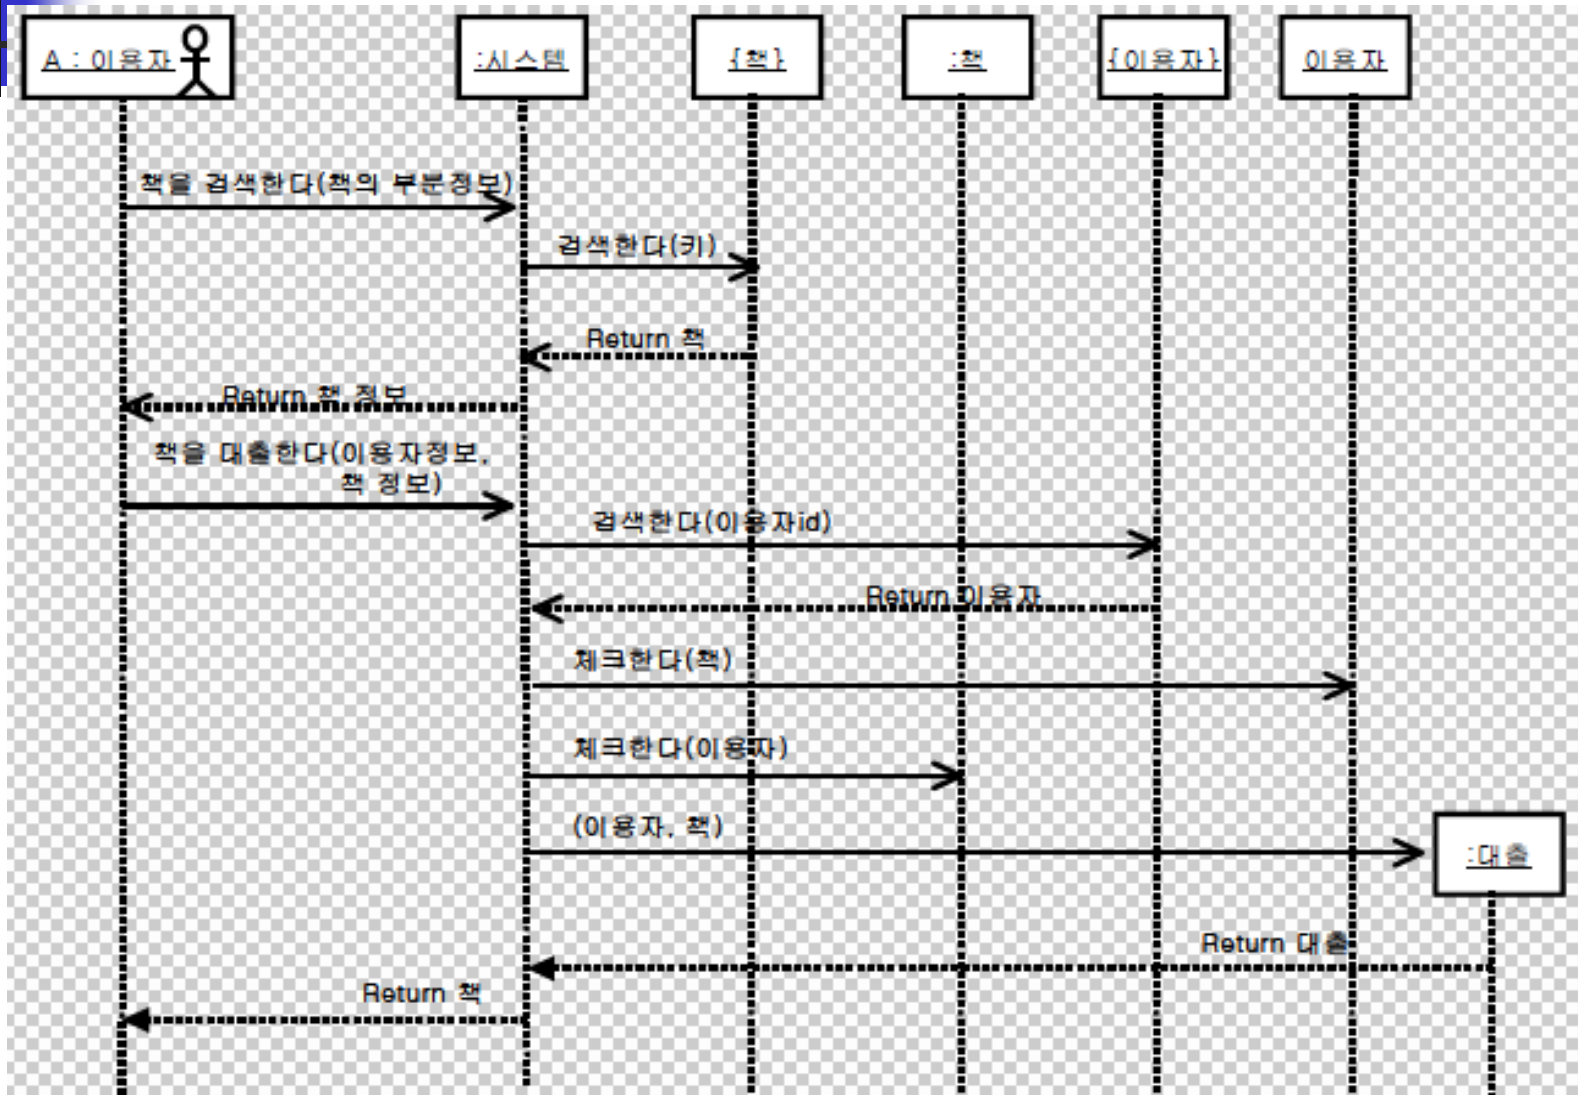 A : 이용자
:시스템
{책}
:책
{이용자}
이용자
책을 검색한다(책의 부분정보)
검색한다(키)
Return 책
Return 책 정보
책을 대출한다(이용자정보,
책 정보)
검색한다(이용자id)
Return 이용자
체크한다(책)
체크한다(이용자)
(이용자, 책)
:대출
Return 대출
Return 책